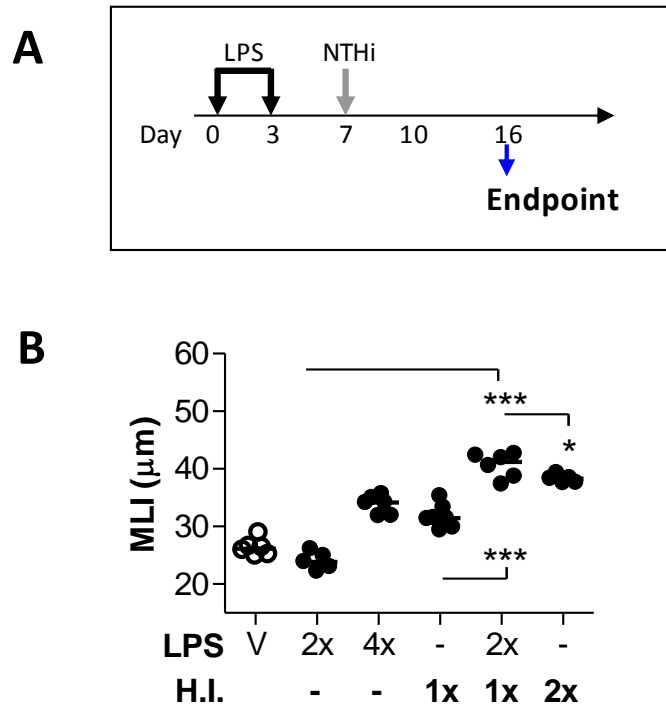 A
LPS NTHi
Day 0 3 7 10 16
Endpoint
B
60
50
40
30
20
MLI (μm)
***
*
***
LPS V 2x 4x - 2x -
H.I. - - 1x 1x 2x